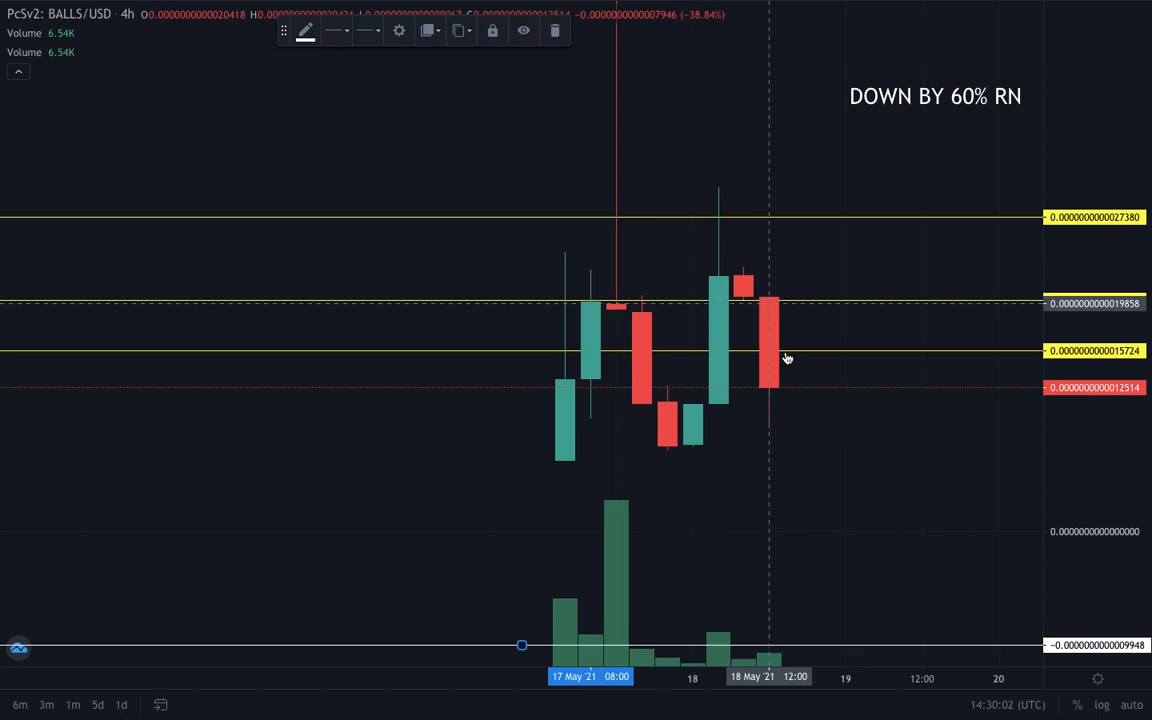 PcSv2: BALLS/USD · 4h O0.0000000000020418 −0.0000000000007946 (−38.84%)
Volume 6.54K
Volume 6.54K
DOWN BY 60% RN
0.0000000000027380
0.0000000000019858
0.0000000000015724
0.0000000000012514
0.0000000000000000
−0.0000000000009948
17 May '21 08:00 18 18 May '21 12:00 19 12:00 20
6m 3m 1m 5d 1d 14:30:02 (UTC) % log auto